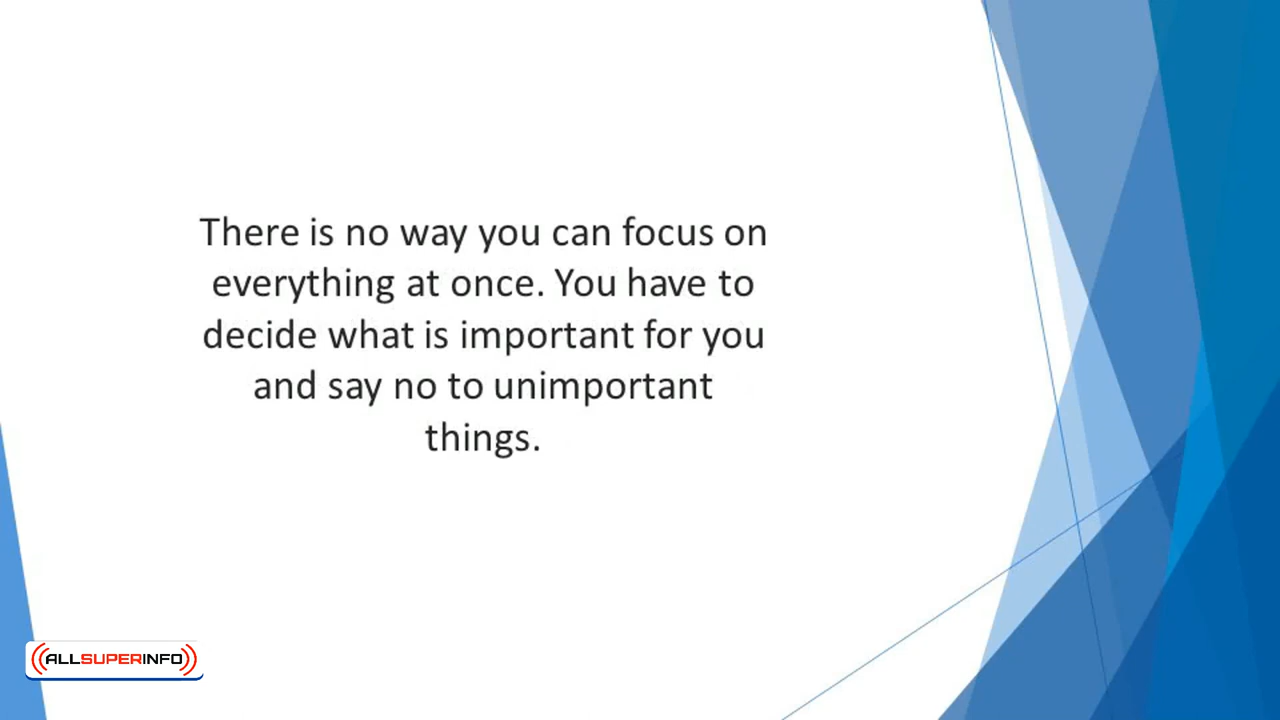 There is no way you can focus on
everything at once. You have to
decide what is important for you
and say no to unimportant
things.
ALLSUPERINFO